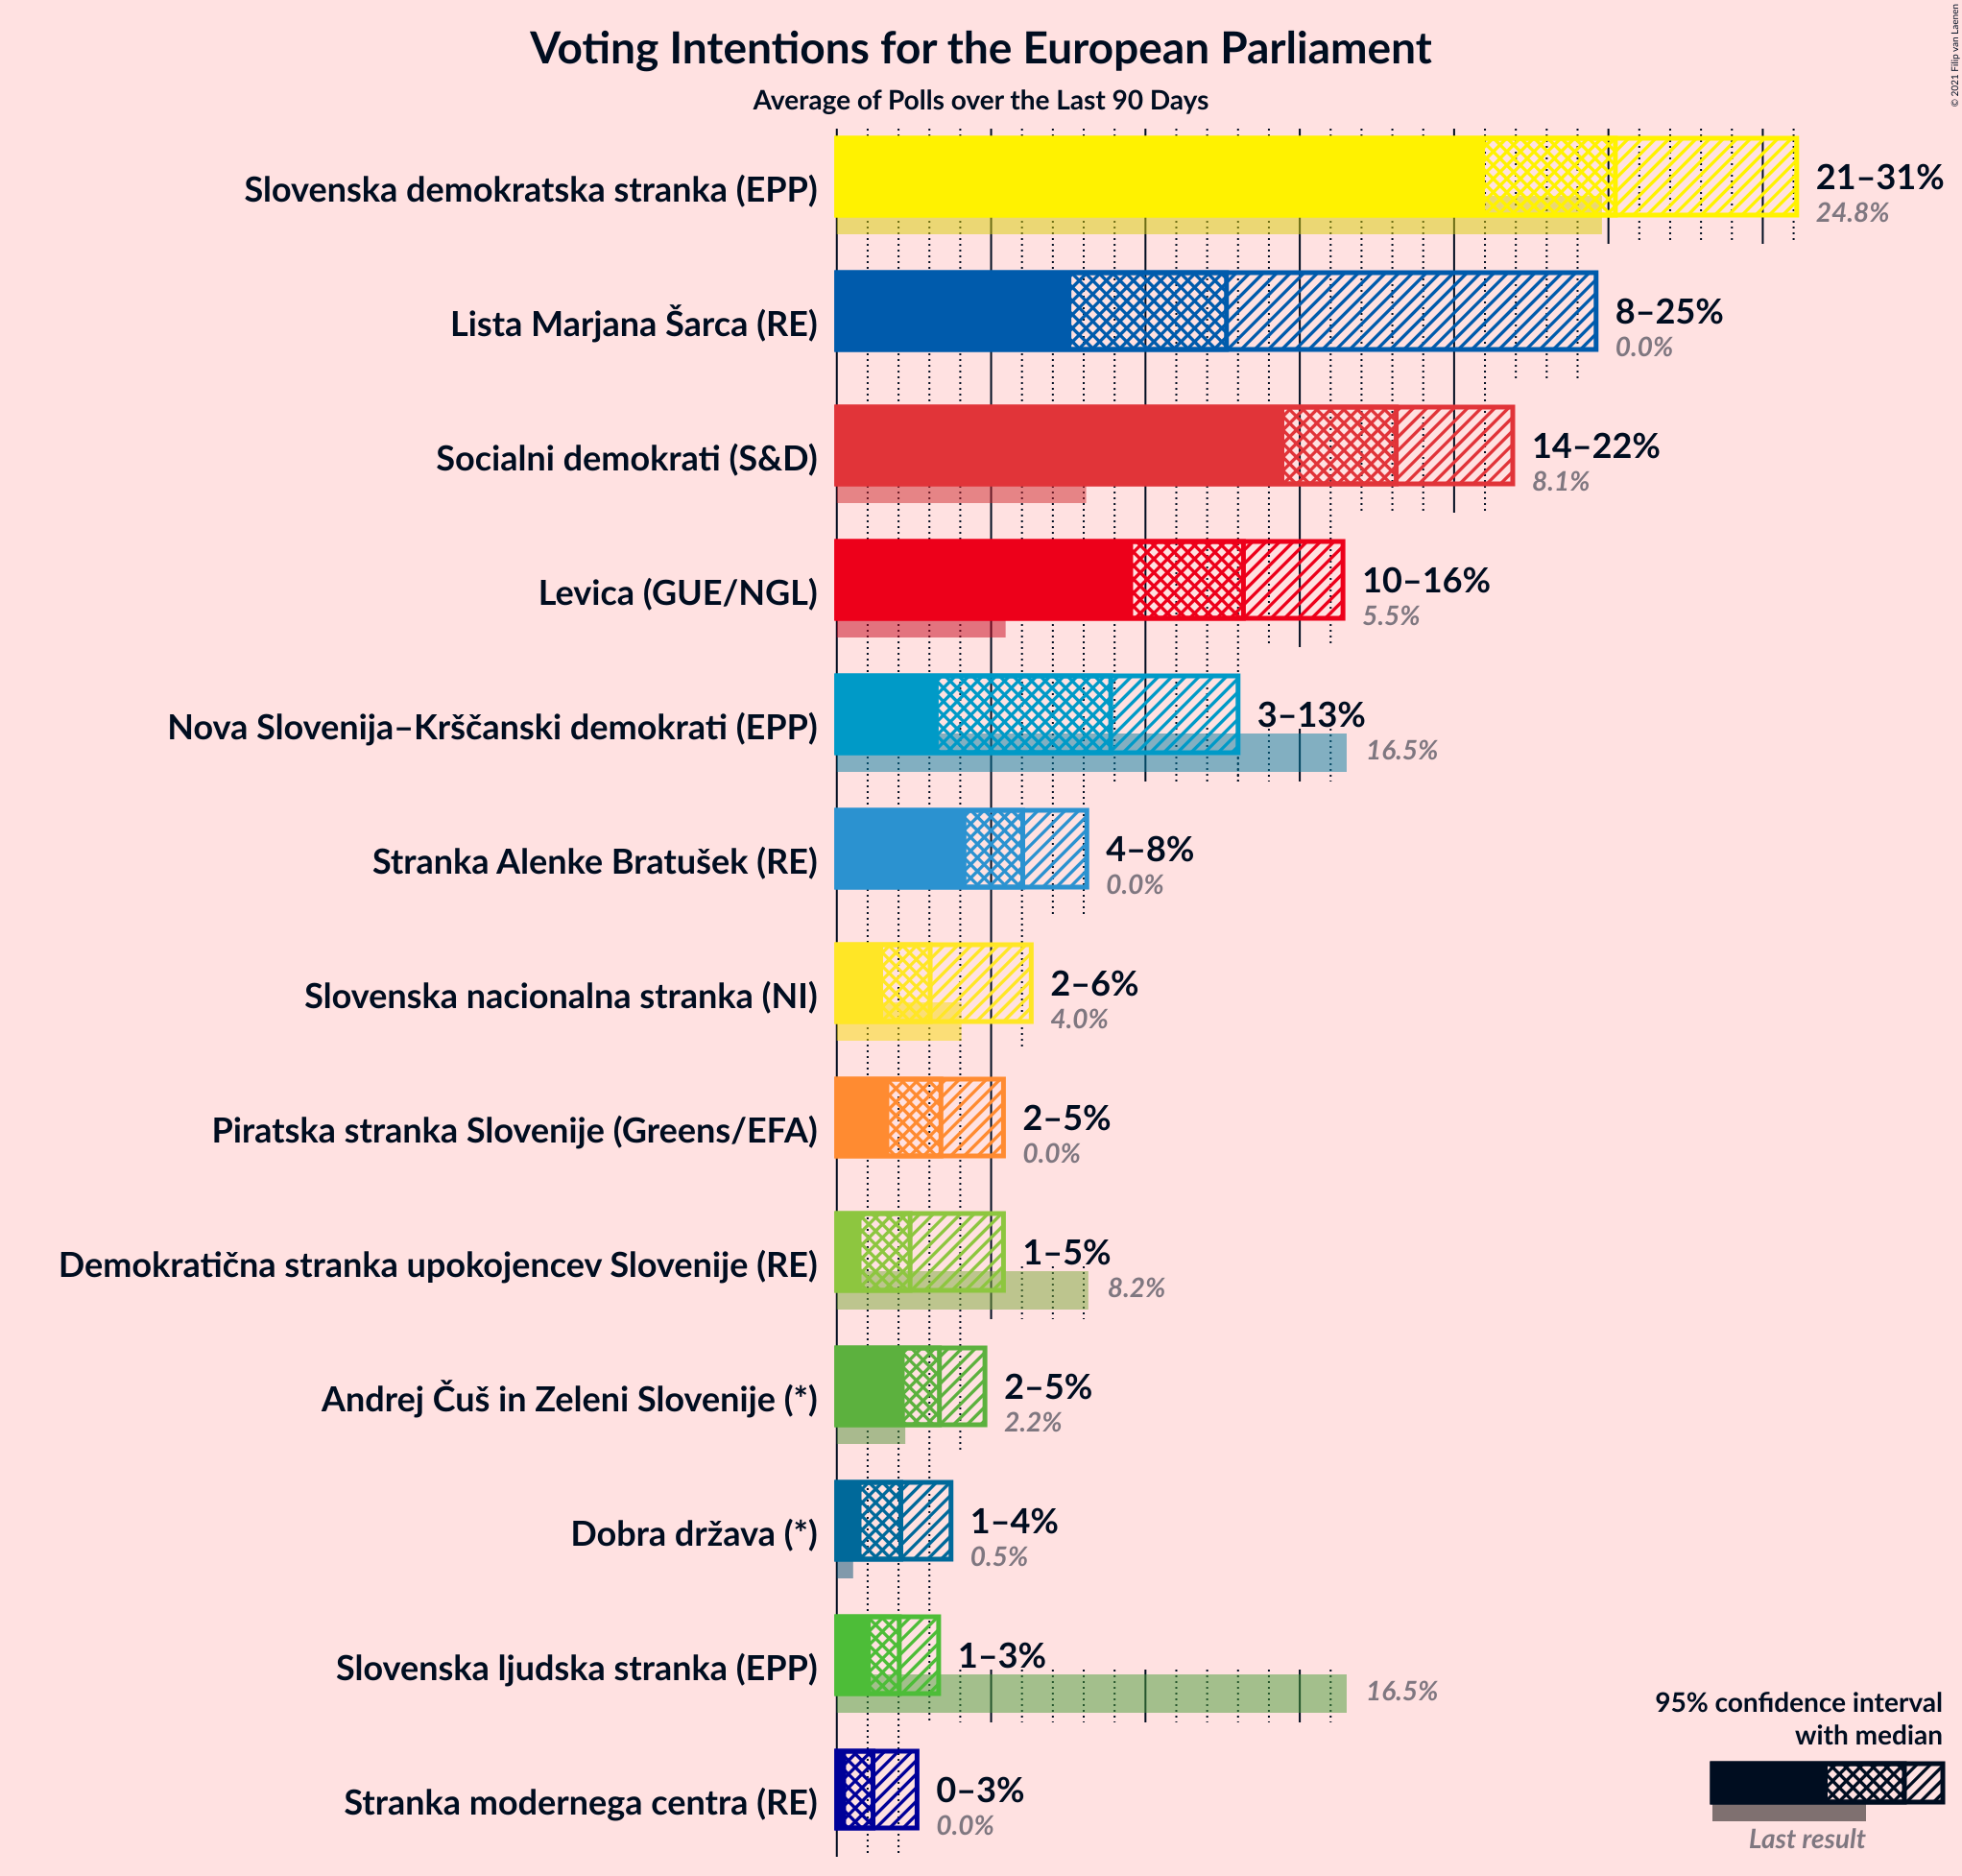 Voting Intentions for the European Parliament
Average of Polls over the Last 90 Days
© 2021 Filip van Laenen
Slovenska demokratska stranka (EPP)
21–31%
24.8%
Lista Marjana Šarca (RE)
8–25%
0.0%
Socialni demokrati (S&D)
14–22%
8.1%
Levica (GUE/NGL)
10–16%
5.5%
Nova Slovenija–Krščanski demokrati (EPP)
3–13%
16.5%
Stranka Alenke Bratušek (RE)
4–8%
0.0%
Slovenska nacionalna stranka (NI)
2–6%
4.0%
Piratska stranka Slovenije (Greens/EFA)
2–5%
0.0%
Demokratična stranka upokojencev Slovenije (RE)
1–5%
8.2%
Andrej Čuš in Zeleni Slovenije (*)
2–5%
2.2%
Dobra država (*)
1–4%
0.5%
Slovenska ljudska stranka (EPP)
1–3%
16.5%
Stranka modernega centra (RE)
0–3%
0.0%
95% confidence interval
with median
Last result